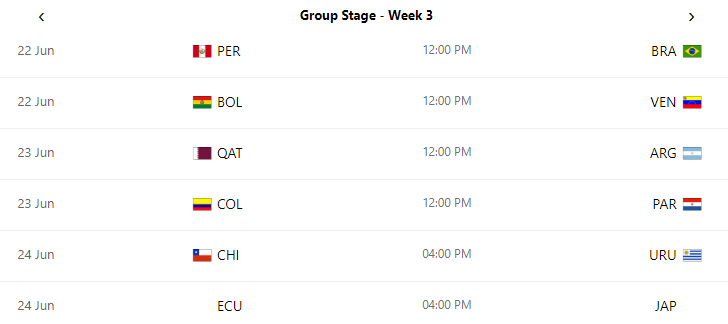 ‹ Group Stage - Week 3 ›
22 Jun PER 12:00 PM BRA
22 Jun BOL 12:00 PM VEN
23 Jun QAT 12:00 PM ARG
23 Jun COL 12:00 PM PAR
24 Jun CHI 04:00 PM URU
24 Jun ECU 04:00 PM JAP